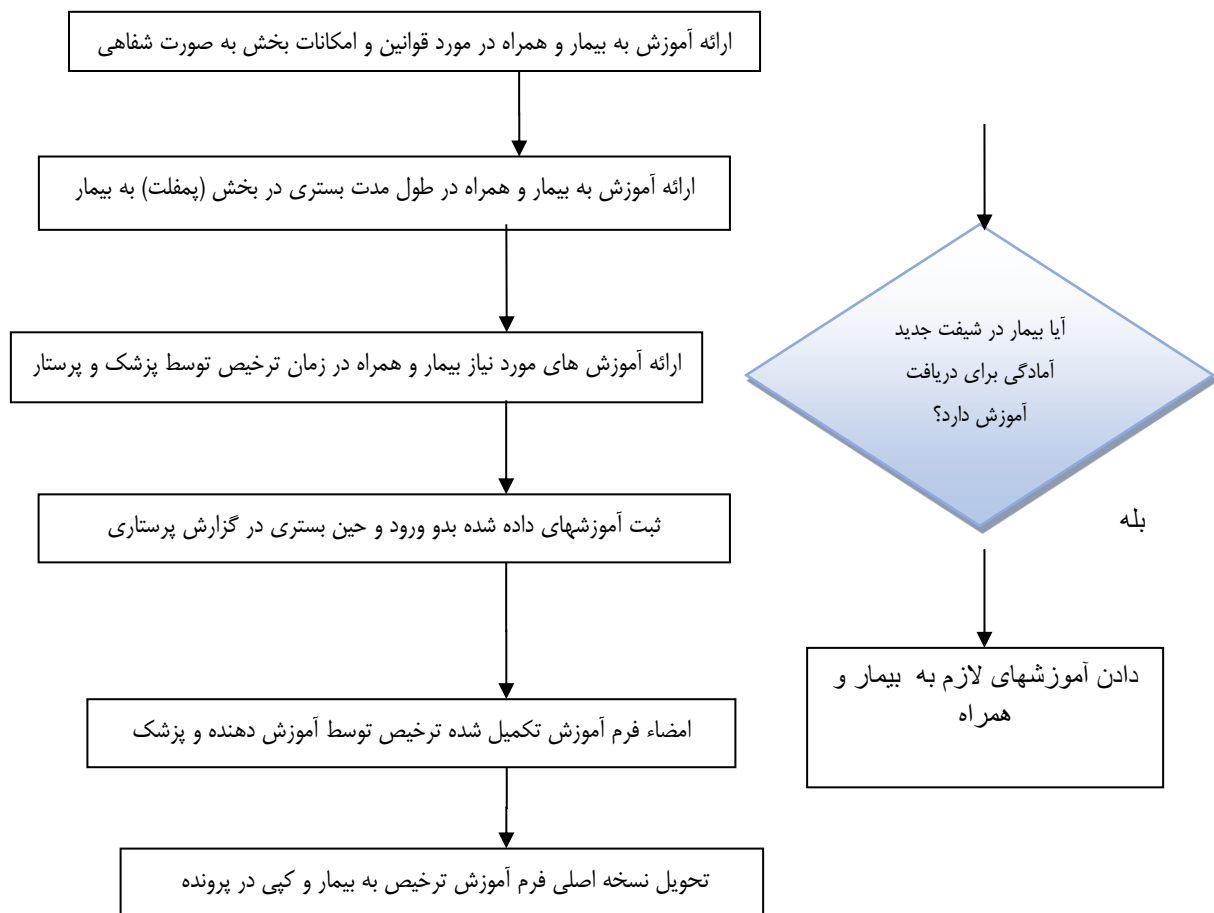 ارائه آموزش به بیمار و همراه در مورد قوانین و امکانات بخش به صورت شفاهی
ارائه آموزش به بیمار و همراه در طول مدت بستری در بخش (پمفلت) به بیمار
ارائه آموزش های مورد نیاز بیمار و همراه در زمان ترخیص توسط پزشک و پرستار
ثبت آموزشهای داده شده بدو ورود و حین بستری در گزارش پرستاری
امضاء فرم آموزش تکمیل شده ترخیص توسط آموزش دهنده و پزشک
تحویل نسخه اصلی فرم آموزش ترخیص به بیمار و کپی در پرونده
آیا بیمار در شیفت جدید
آمادگی برای دریافت
آموزش دارد؟
بله
دادن آموزشهای لازم به بیمار و
همراه